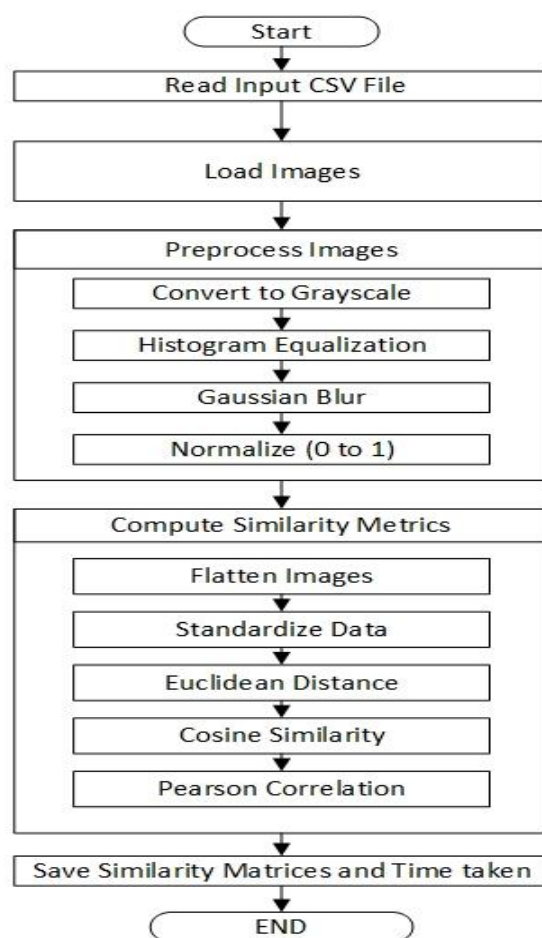 Start
Read Input CSV File
Load Images
Preprocess Images
Convert to Grayscale
Histogram Equalization
Gaussian Blur
Normalize (0 to 1)
Compute Similarity Metrics
Flatten Images
Standardize Data
Euclidean Distance
Cosine Similarity
Pearson Correlation
Save Similarity Matrices and Time taken
END